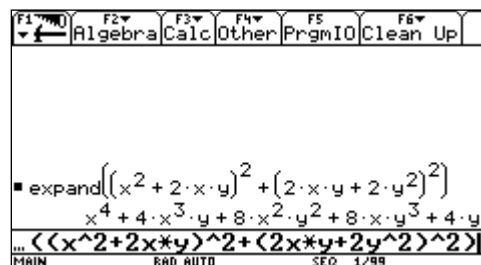 F1 F2 Algebra F3 Calc F4 Other F5 PrgmIO F6 Clean Up
▪ expand((x² + 2·x·y)² + (2·x·y + 2·y²)²)
x⁴ + 4·x³·y + 8·x²·y² + 8·x·y³ + 4·y
…((x^2+2x*y)^2+(2x*y+2y^2)^2)
MAIN RAD AUTO SEQ 1/99